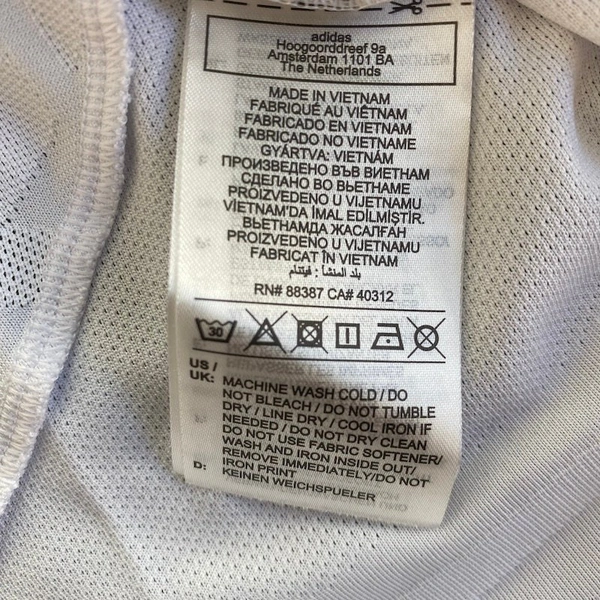 adidas
Hoogoorddreef 9a
Amsterdam 1101 BA
The Netherlands
MADE IN VIETNAM
FABRIQUÉ AU VIÊTNAM
FABRICADO EN VIETNAM
FABRICADO NO VIETNAME
GYÁRTVA: VIETNÁM
ПРОИЗВЕДЕНО ВЪВ ВИЕТНАМ
СДЕЛАНО ВО ВЬЕТНАМЕ
PROIZVEDENO U VIJETNAMU
VİETNAM'DA İMAL EDİLMİŞTİR.
ВЬЕТНАМДА ЖАСАЛҒАН
PROIZVEDENO U VIJETNAMU
FABRICAT ÎN VIETNAM
بلد المنشأ : فيتنام
RN# 88387 CA# 40312
30
US / UK: MACHINE WASH COLD / DO
NOT BLEACH / DO NOT TUMBLE
DRY / LINE DRY / COOL IRON IF
NEEDED / DO NOT DRY CLEAN
DO NOT USE FABRIC SOFTENER/
WASH AND IRON INSIDE OUT/
REMOVE IMMEDIATELY/DO NOT
IRON PRINT
D: KEINEN WEICHSPUELER